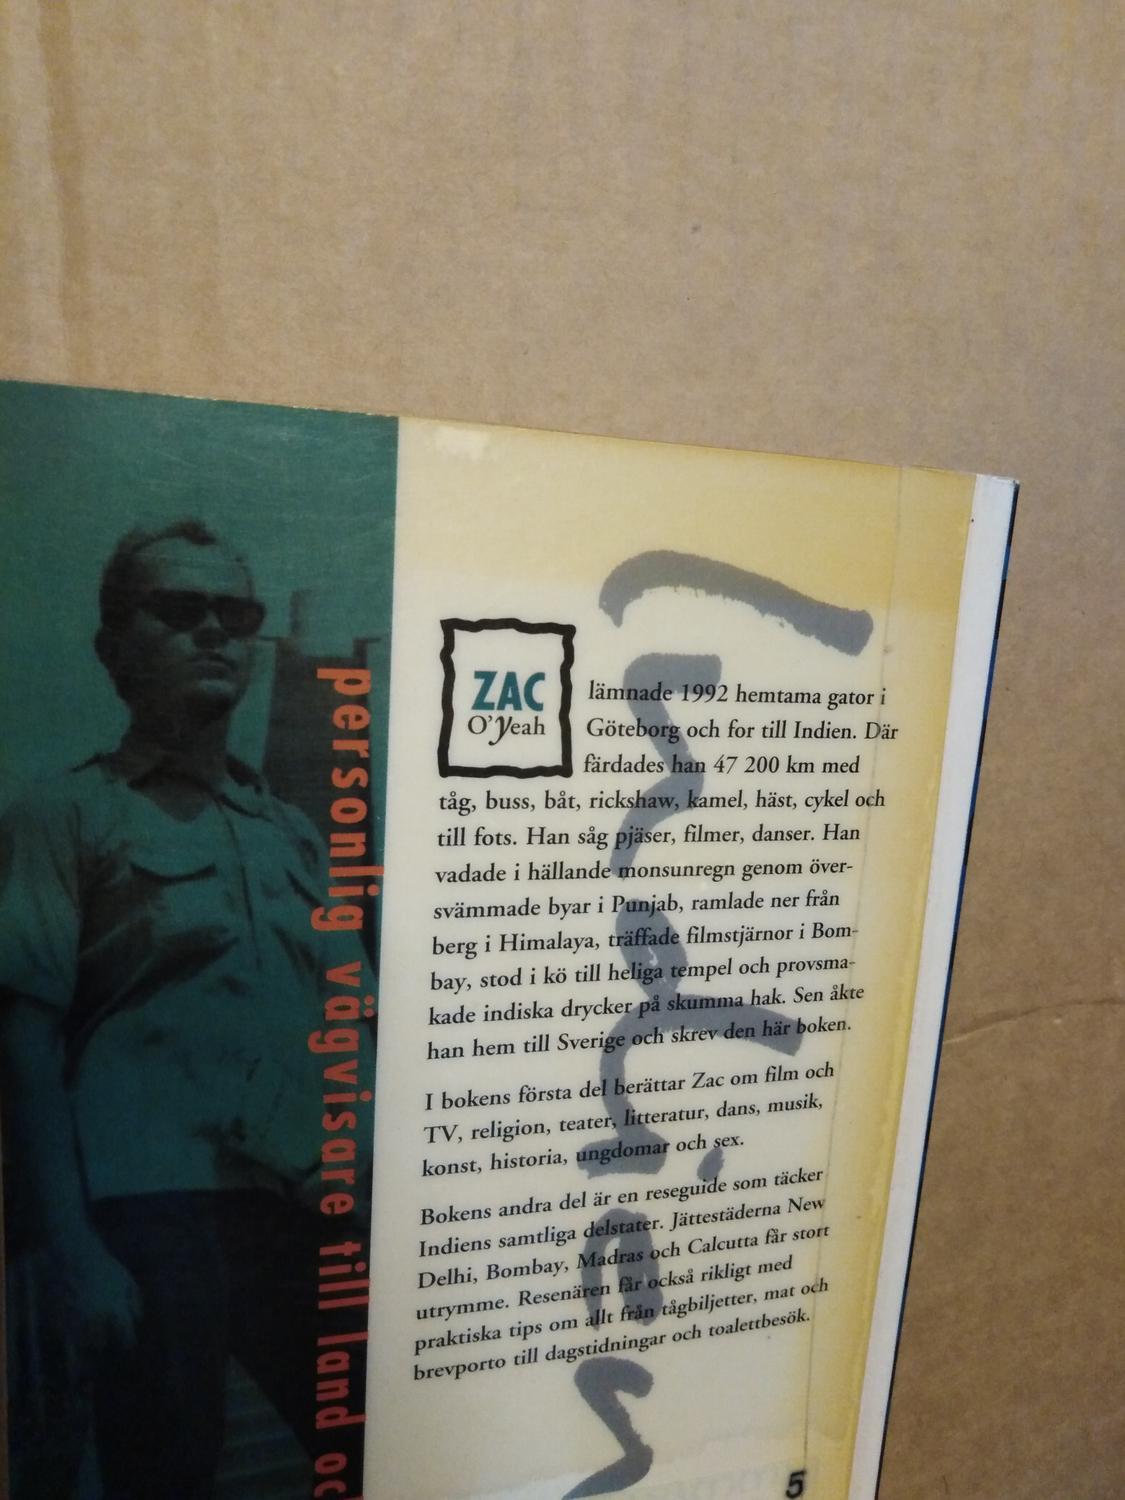 ZAC
O'Yeah
lämnade 1992 hemtama gator i
Göteborg och for till Indien. Där
färdades han 47 200 km med
tåg, buss, båt, rickshaw, kamel, häst, cykel och
till fots. Han såg pjäser, filmer, danser. Han
vadade i hällande monsunregn genom över-
svämmade byar i Punjab, ramlade ner från
berg i Himalaya, träffade filmstjärnor i Bom-
bay, stod i kö till heliga tempel och provsma-
kade indiska drycker på skumma hak. Sen åkte
han hem till Sverige och skrev den här boken.
I bokens första del berättar Zac om film och
TV, religion, teater, litteratur, dans, musik,
konst, historia, ungdomar och sex.
Bokens andra del är en reseguide som täcker
Indiens samtliga delstater. Jättestäderna New
Delhi, Bombay, Madras och Calcutta får stort
utrymme. Resenären får också rikligt med
praktiska tips om allt från tågbiljetter, mat och
brevporto till dagstidningar och toalettbesök.
personlig vägvisare till land
5